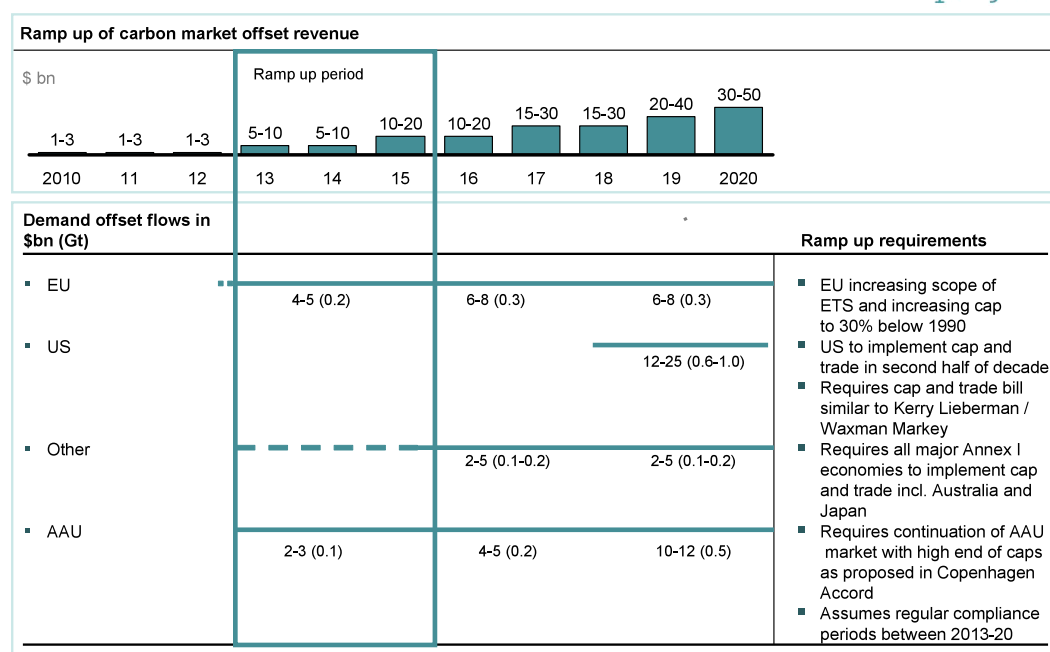 Ramp up of carbon market offset revenue
$ bn
Ramp up period
1-3 1-3 1-3 5-10 5-10 10-20 10-20 15-30 15-30 20-40 30-50
2010 11 12 13 14 15 16 17 18 19 2020
Demand offset flows in
$bn (Gt)
Ramp up requirements
EU
4-5 (0.2) 6-8 (0.3) 6-8 (0.3)
US
12-25 (0.6-1.0)
Other
2-5 (0.1-0.2) 2-5 (0.1-0.2)
AAU
2-3 (0.1) 4-5 (0.2) 10-12 (0.5)
EU increasing scope of
ETS and increasing cap
to 30% below 1990
US to implement cap and
trade in second half of decade
Requires cap and trade bill
similar to Kerry Lieberman /
Waxman Markey
Requires all major Annex I
economies to implement cap
and trade incl. Australia and
Japan
Requires continuation of AAU
market with high end of caps
as proposed in Copenhagen
Accord
Assumes regular compliance
periods between 2013-20